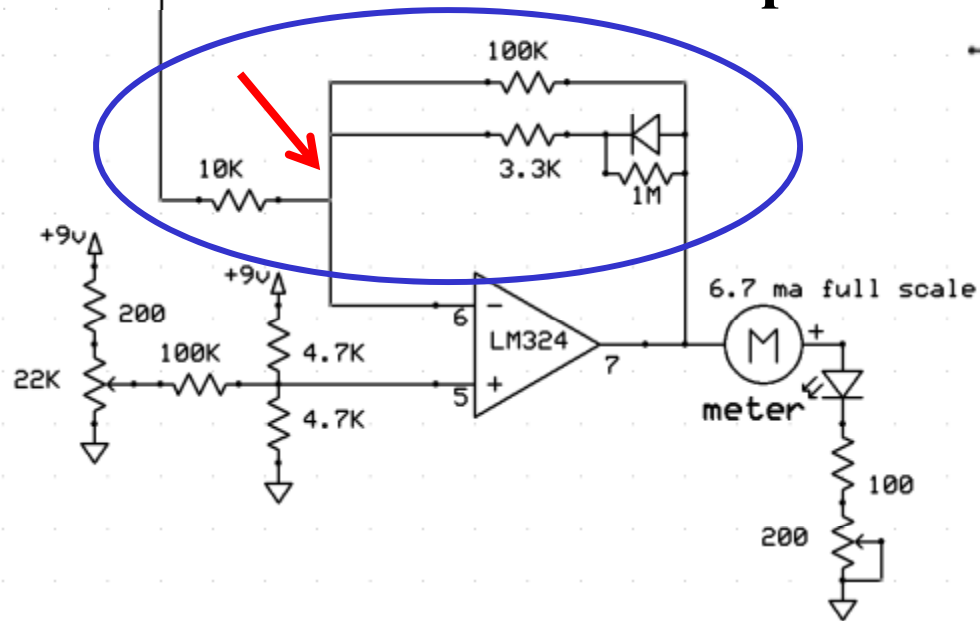 100K
10K
3.3K
1M
+9v
+9v
6.7 ma full scale
200
6
−
LM324
M
+
100K
4.7K
7
22K
5
+
meter
4.7K
100
200